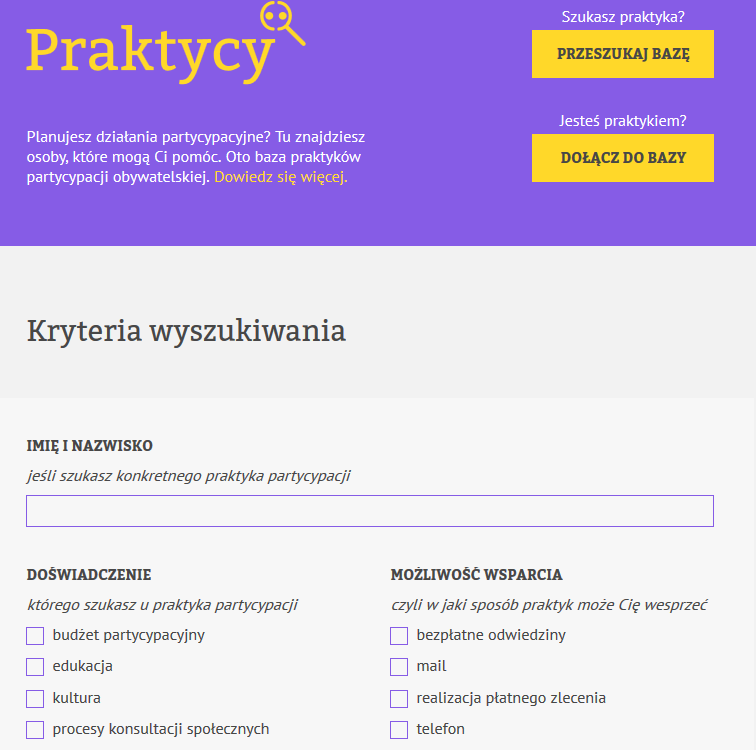 Praktycy
Szukasz praktyka?
PRZESZUKAJ BAZĘ
Jesteś praktykiem?
DOŁĄCZ DO BAZY
Planujesz działania partycypacyjne? Tu znajdziesz
osoby, które mogą Ci pomóc. Oto baza praktyków
partycypacji obywatelskiej. Dowiedz się więcej.
Kryteria wyszukiwania
IMIĘ I NAZWISKO
jeśli szukasz konkretnego praktyka partycypacji
DOŚWIADCZENIE
którego szukasz u praktyka partycypacji
budżet partycypacyjny
edukacja
kultura
procesy konsultacji społecznych
MOŻLIWOŚĆ WSPARCIA
czyli w jaki sposób praktyk może Cię wesprzeć
bezpłatne odwiedziny
mail
realizacja płatnego zlecenia
telefon